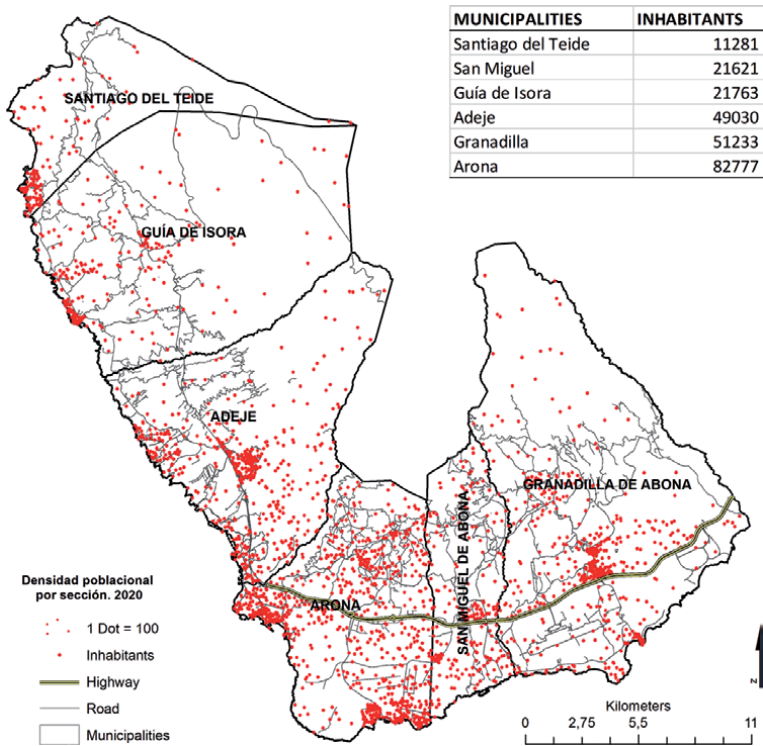 MUNICIPALITIES INHABITANTS
Santiago del Teide 11281
San Miguel 21621
Guía de Isora 21763
Adeje 49030
Granadilla 51233
Arona 82777
SANTIAGO DEL TEIDE
GUÍA DE ISORA
ADEJE
GRANADILLA DE ABONA
SAN MIGUEL DE ABONA
ARONA
Densidad poblacional
por sección. 2020
1 Dot = 100
Inhabitants
Highway
Road
Municipalities
Kilometers
0 2,75 5,5 11
N